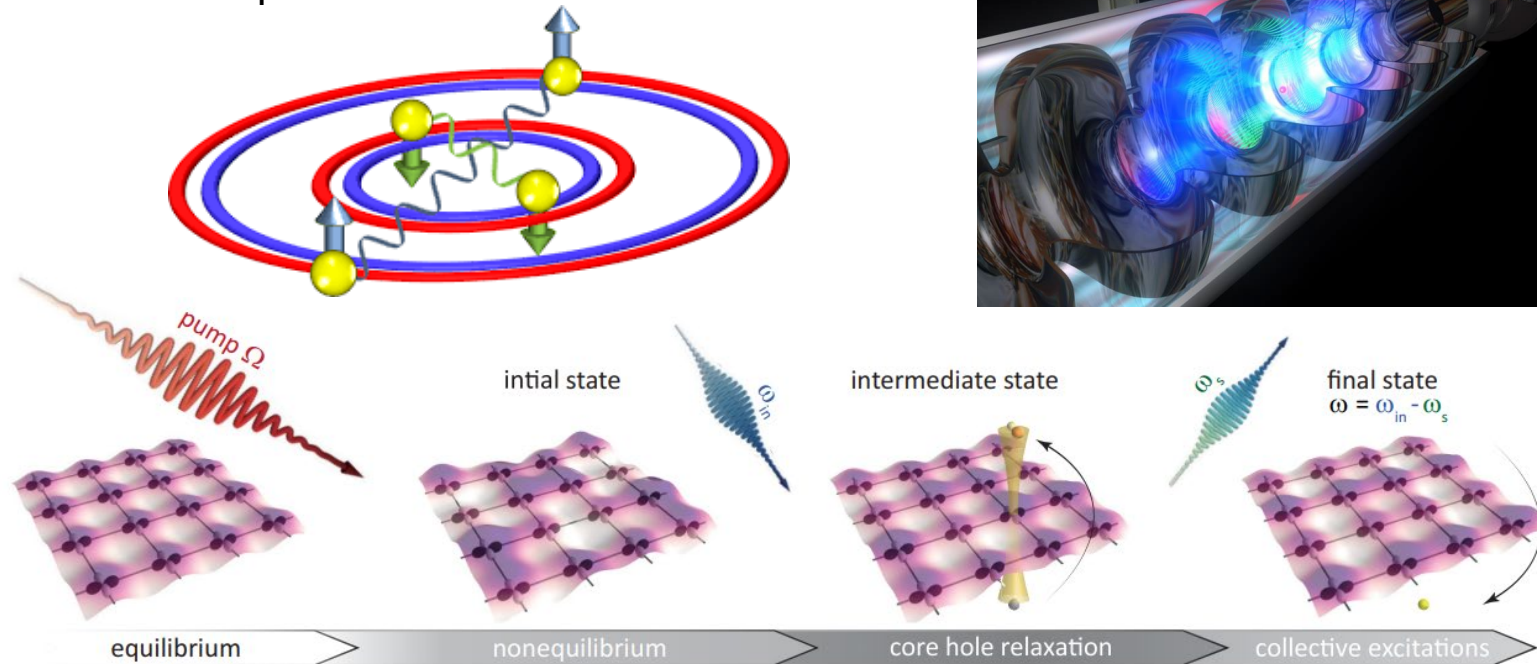 pump Ω
intial state
ω_in
intermediate state
ω_s
final state
ω = ω_in - ω_s
equilibrium
nonequilibrium
core hole relaxation
collective excitations